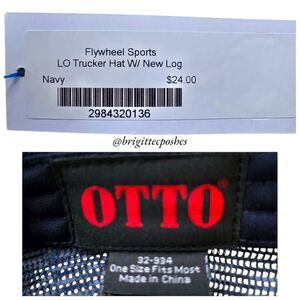 Flywheel Sports
LO Trucker Hat W/ New Log
Navy $24.00
2984320136
@brigittecposhes
OTTO®
32-934
One Size Fits Most
Made in China